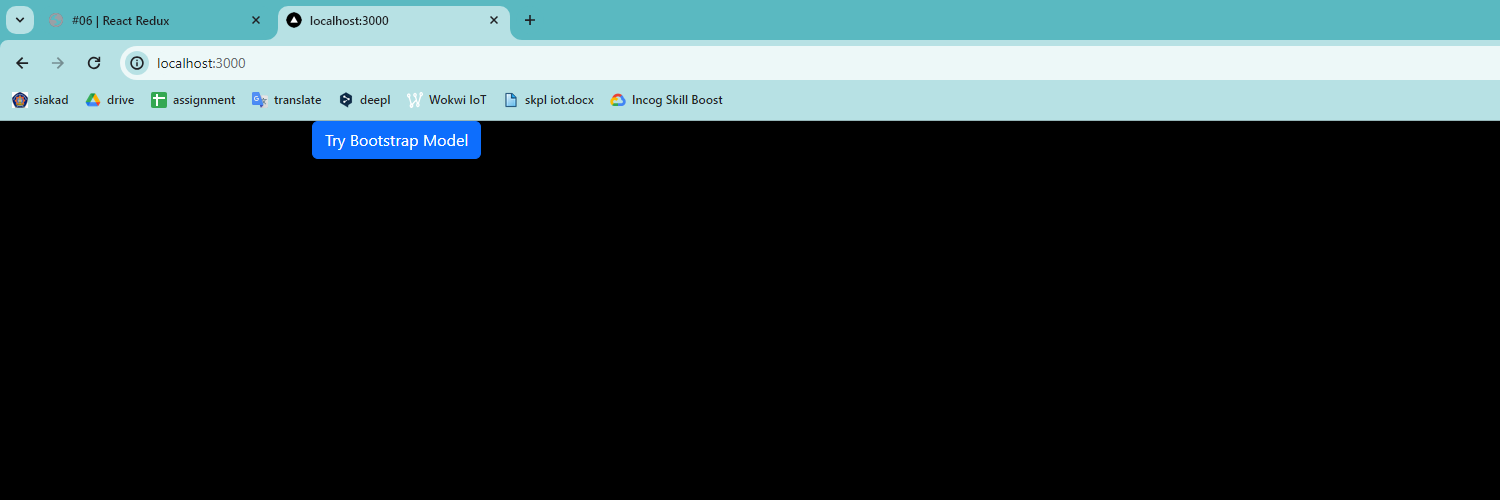 #06 | React Redux
localhost:3000
localhost:3000
siakad drive assignment translate deepl Wokwi IoT skpl iot.docx Incog Skill Boost
Try Bootstrap Model